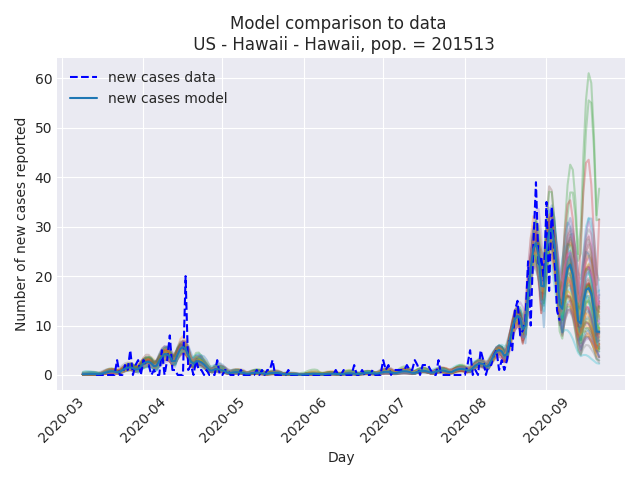 Model comparison to data
US - Hawaii - Hawaii, pop. = 201513
new cases data
new cases model
Number of new cases reported
60
50
40
30
20
10
0
2020-03
2020-04
2020-05
2020-06
2020-07
2020-08
2020-09
Day